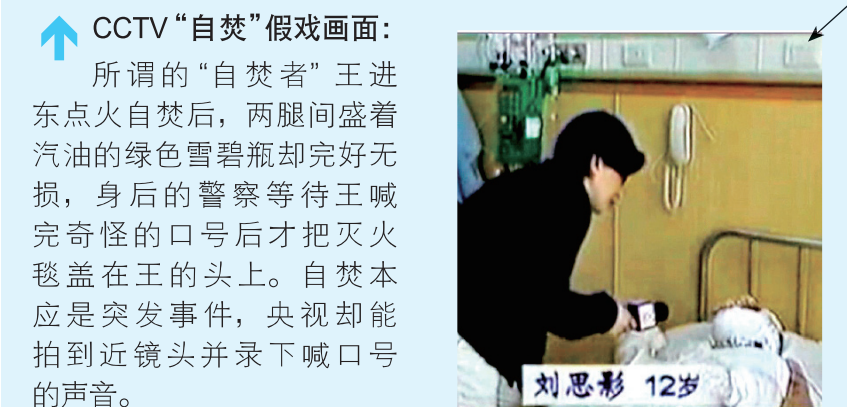 CCTV“自焚”假戏画面：
所谓的“自焚者”王进
东点火自焚后，两腿间盛着
汽油的绿色雪碧瓶却完好无
损，身后的警察等待王喊
完奇怪的口号后才把灭火
毯盖在王的头上。自焚本
应是突发事件，央视却能
拍到近镜头并录下喊口号
的声音。
刘思影 12岁